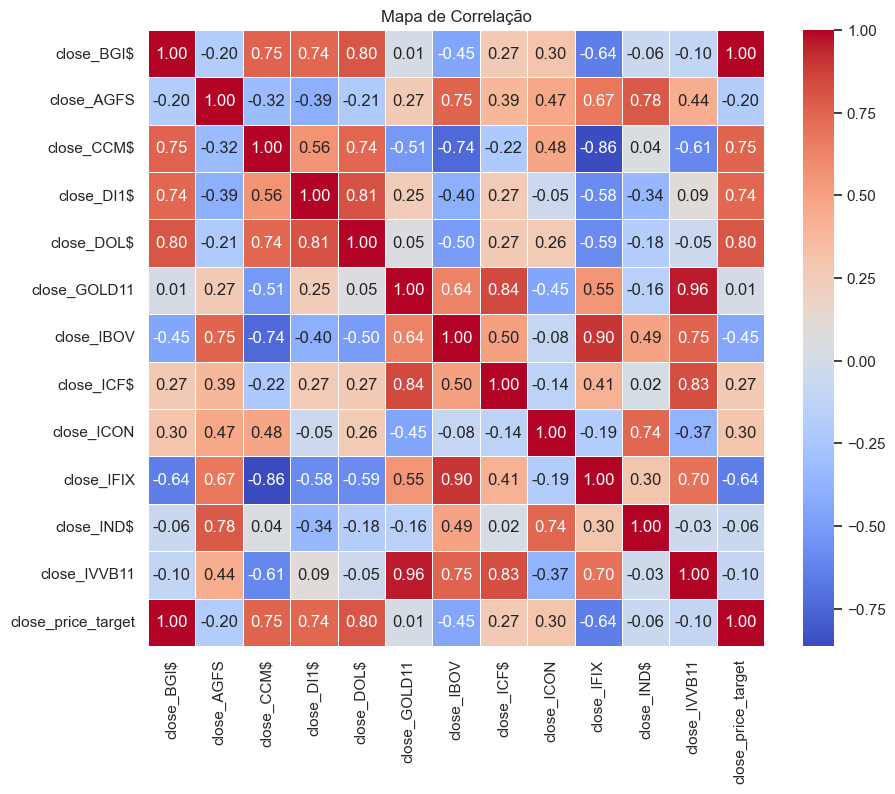 Mapa de Correlação
close_BGI$ 1.00 -0.20 0.75 0.74 0.80 0.01 -0.45 0.27 0.30 -0.64 -0.06 -0.10 1.00
close_AGFS -0.20 1.00 -0.32 -0.39 -0.21 0.27 0.75 0.39 0.47 0.67 0.78 0.44 -0.20
close_CCM$ 0.75 -0.32 1.00 0.56 0.74 -0.51 -0.74 -0.22 0.48 -0.86 0.04 -0.61 0.75
close_DI1$ 0.74 -0.39 0.56 1.00 0.81 0.25 -0.40 0.27 -0.05 -0.58 -0.34 0.09 0.74
close_DOL$ 0.80 -0.21 0.74 0.81 1.00 0.05 -0.50 0.27 0.26 -0.59 -0.18 -0.05 0.80
close_GOLD11 0.01 0.27 -0.51 0.25 0.05 1.00 0.64 0.84 -0.45 0.55 -0.16 0.96 0.01
close_IBOV -0.45 0.75 -0.74 -0.40 -0.50 0.64 1.00 0.50 -0.08 0.90 0.49 0.75 -0.45
close_ICF$ 0.27 0.39 -0.22 0.27 0.27 0.84 0.50 1.00 -0.14 0.41 0.02 0.83 0.27
close_ICON 0.30 0.47 0.48 -0.05 0.26 -0.45 -0.08 -0.14 1.00 -0.19 0.74 -0.37 0.30
close_IFIX -0.64 0.67 -0.86 -0.58 -0.59 0.55 0.90 0.41 -0.19 1.00 0.30 0.70 -0.64
close_IND$ -0.06 0.78 0.04 -0.34 -0.18 -0.16 0.49 0.02 0.74 0.30 1.00 -0.03 -0.06
close_IVVB11 -0.10 0.44 -0.61 0.09 -0.05 0.96 0.75 0.83 -0.37 0.70 -0.03 1.00 -0.10
close_price_target 1.00 -0.20 0.75 0.74 0.80 0.01 -0.45 0.27 0.30 -0.64 -0.06 -0.10 1.00
close_BGI$
close_AGFS
close_CCM$
close_DI1$
close_DOL$
close_GOLD11
close_IBOV
close_ICF$
close_ICON
close_IFIX
close_IND$
close_IVVB11
close_price_target
1.00
0.75
0.50
0.25
0.00
−0.25
−0.50
−0.75